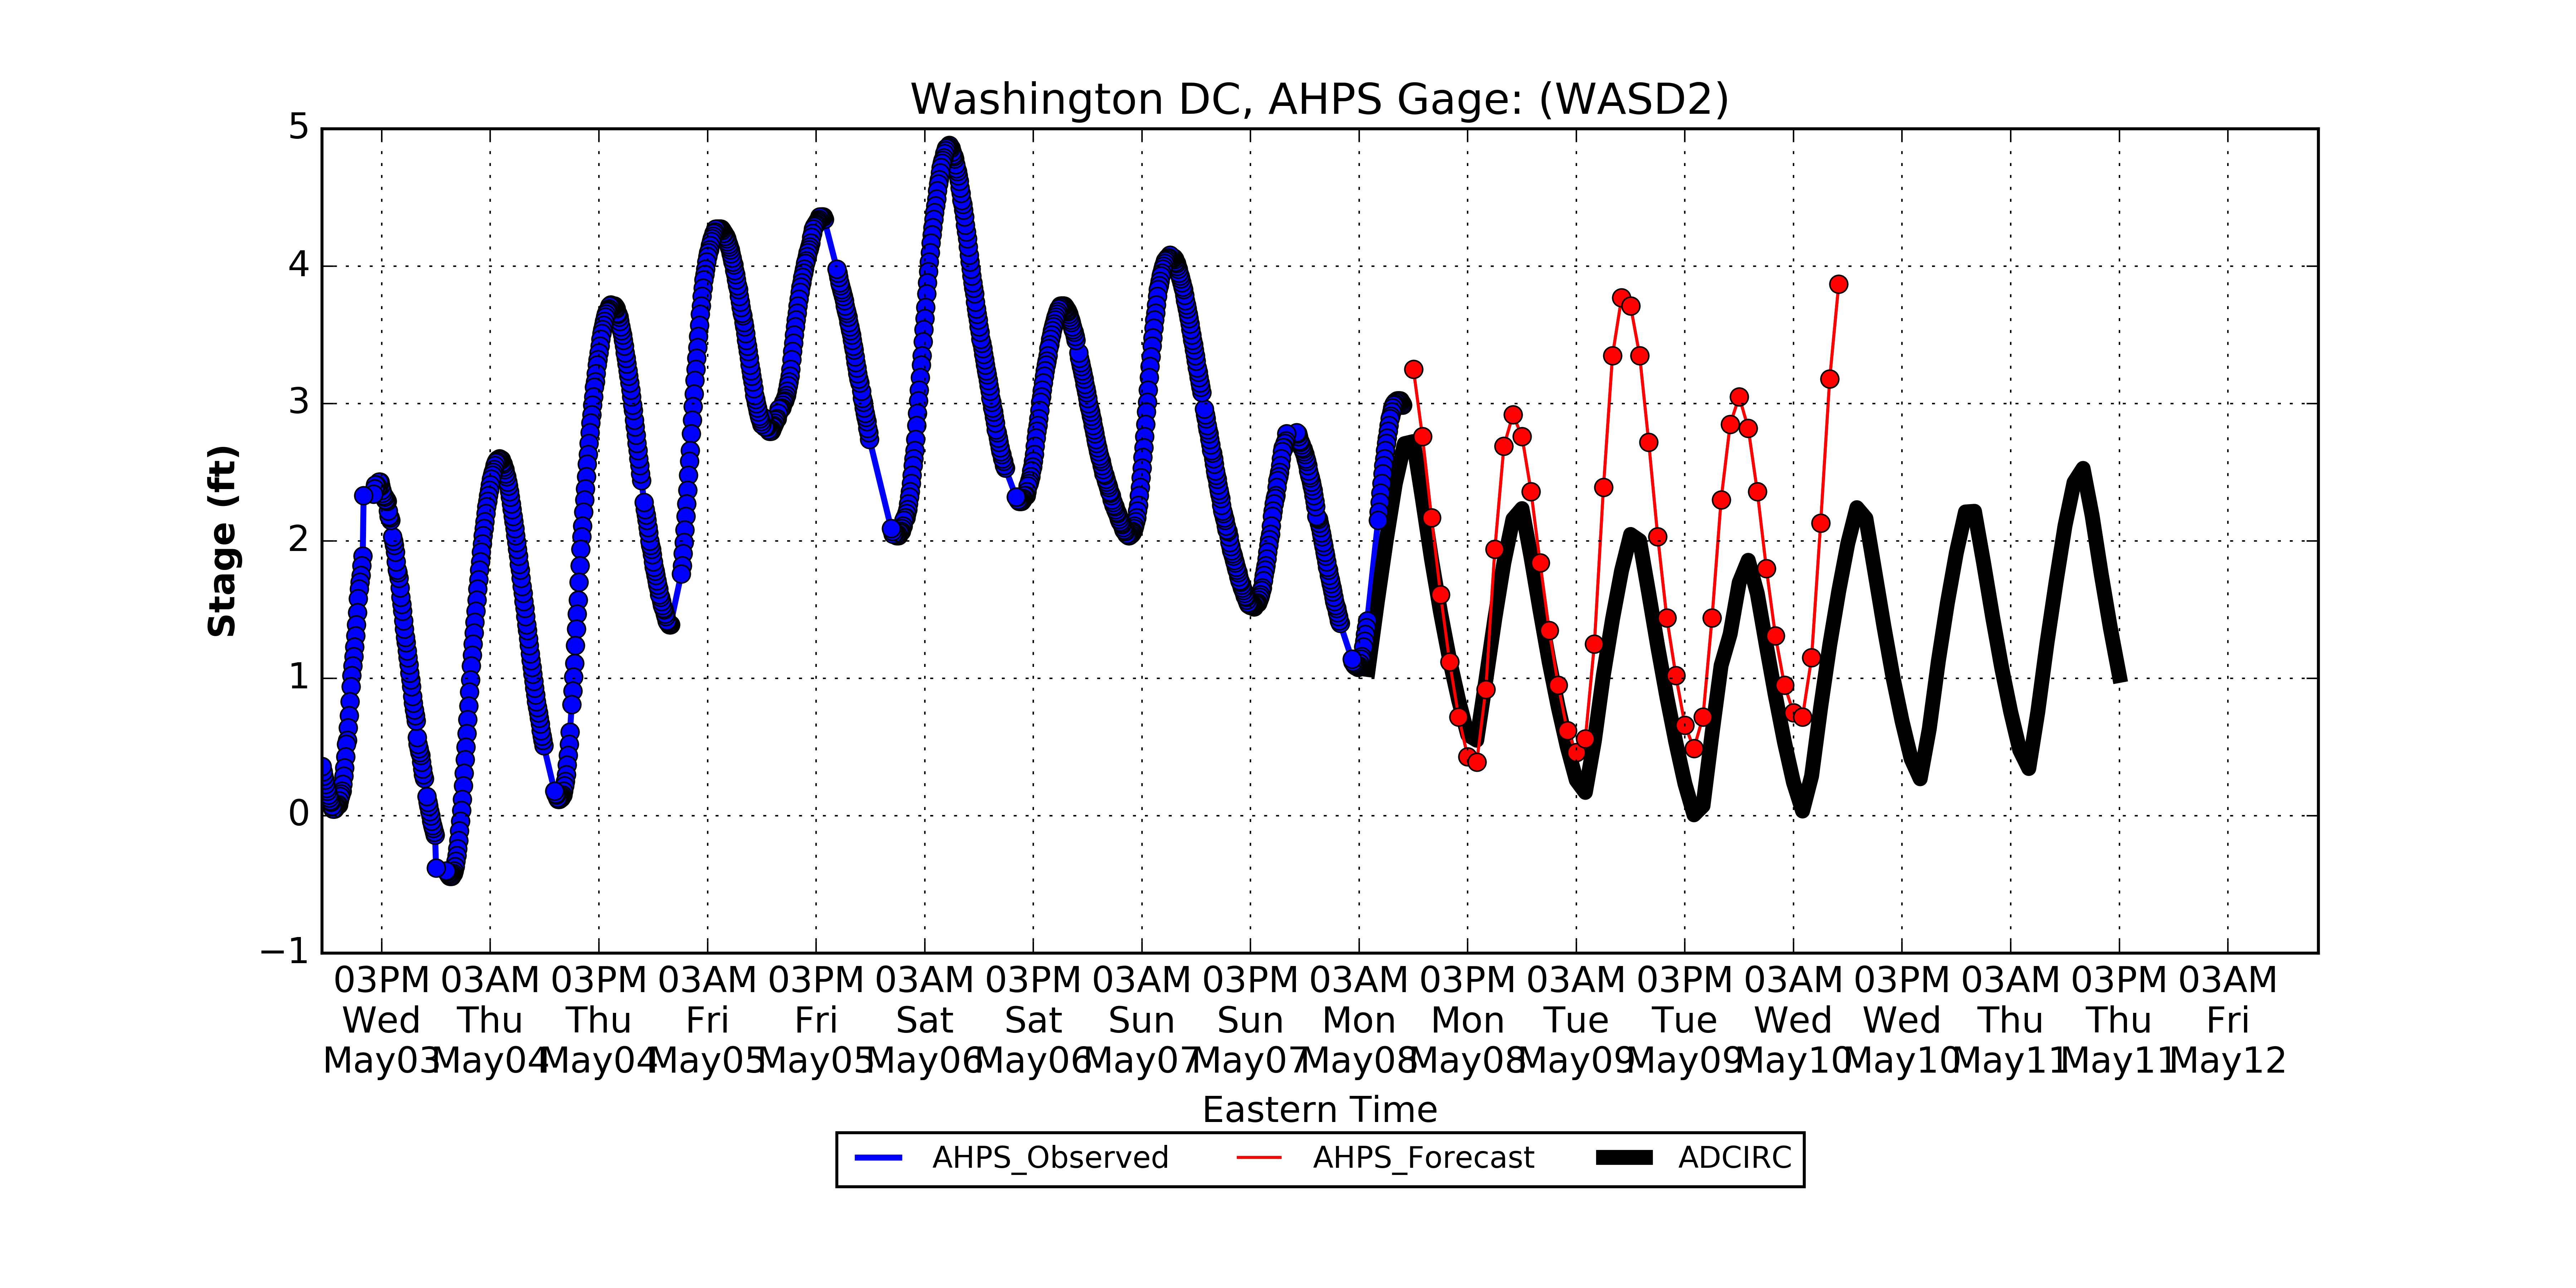 Washington DC, AHPS Gage: (WASD2)
5
4
3
2
1
0
−1
Stage (ft)
03PM 03AM 03PM 03AM 03PM 03AM 03PM 03AM 03PM 03AM 03PM 03AM 03PM 03AM 03PM 03AM 03PM 03AM
Wed Thu Thu Fri Fri Sat Sat Sun Sun Mon Mon Tue Tue Wed Wed Thu Thu Fri
May03 May04 May04 May05 May05 May06 May06 May07 May07 May08 May08 May09 May09 May10 May10 May11 May11 May12
Eastern Time
AHPS_Observed AHPS_Forecast ADCIRC